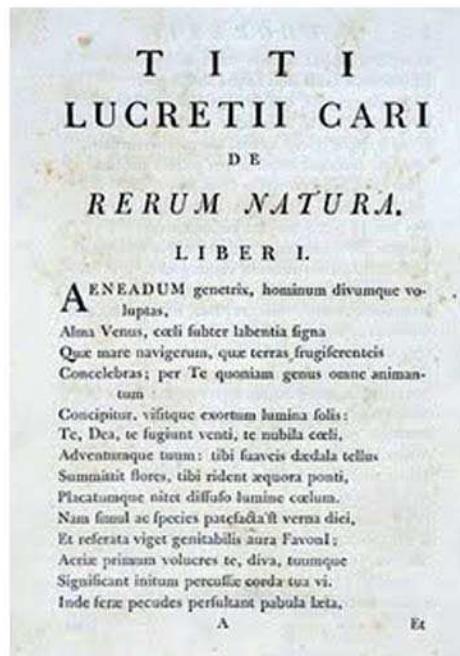 TITI
LUCRETII CARI
DE
RERUM NATURA.
LIBER I.
AENEADUM genetrix, hominum divumque vo-
luptas,
Alma Venus, cœli subter labentia signa
Quæ mare navigerum, quæ terras frugiferenteis
Concelebras; per Te quoniam genus omne animan-
tum
Concipitur, visitque exortum lumina solis:
Te, Dea, te fugiunt venti, te nubila cœli,
Adventumque tuum: tibi suaveis dædala tellus
Summittit flores, tibi rident æquora ponti,
Placatumque nitet diffuso lumine cœlum.
Nam simul ac species patefacta'st verna diei,
Et reserata viget genitabilis aura Favonî;
Aeriæ primum volucres te, diva, tuumque
Significant initum percussæ corda tua vi.
Inde feræ pecudes persultant pabula læta,
A
Et